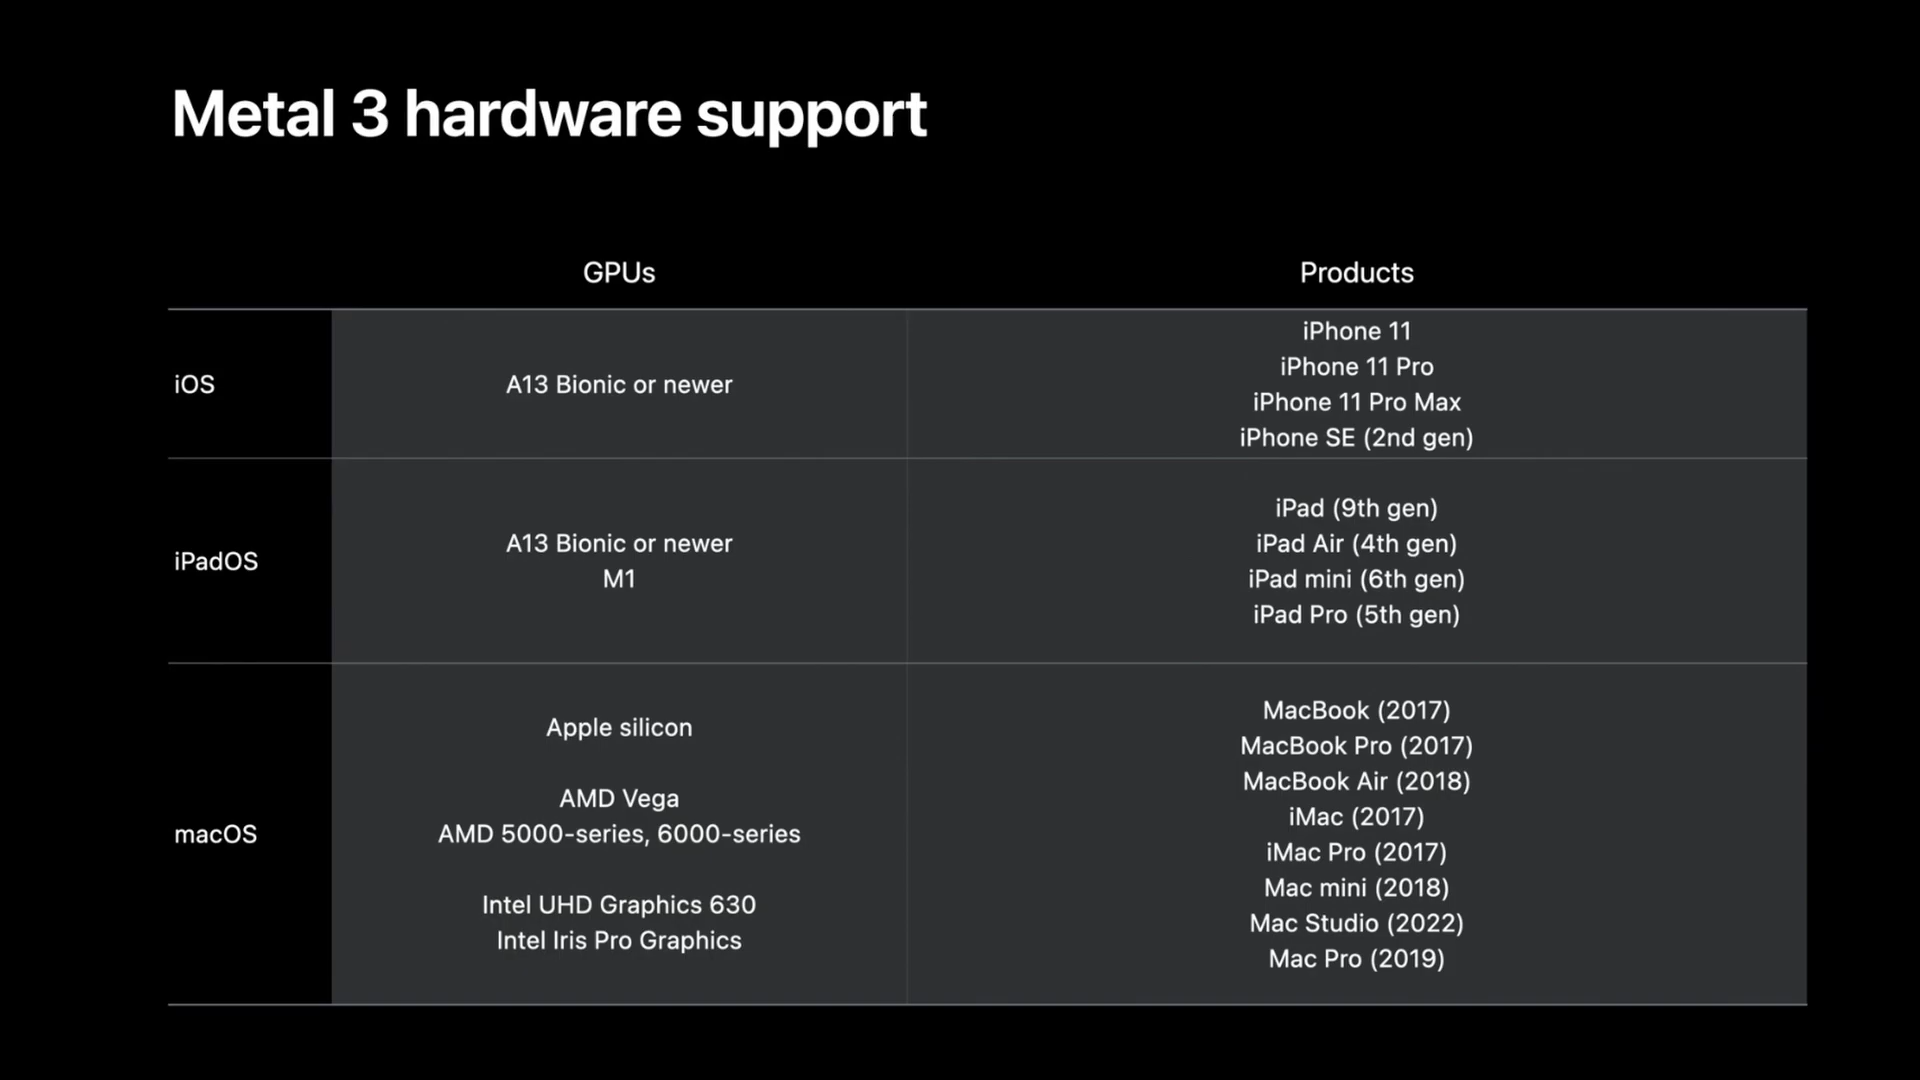 Metal 3 hardware support
GPUs
Products
iOS
A13 Bionic or newer
iPhone 11
iPhone 11 Pro
iPhone 11 Pro Max
iPhone SE (2nd gen)
iPadOS
A13 Bionic or newer
M1
iPad (9th gen)
iPad Air (4th gen)
iPad mini (6th gen)
iPad Pro (5th gen)
macOS
Apple silicon
AMD Vega
AMD 5000-series, 6000-series
Intel UHD Graphics 630
Intel Iris Pro Graphics
MacBook (2017)
MacBook Pro (2017)
MacBook Air (2018)
iMac (2017)
iMac Pro (2017)
Mac mini (2018)
Mac Studio (2022)
Mac Pro (2019)